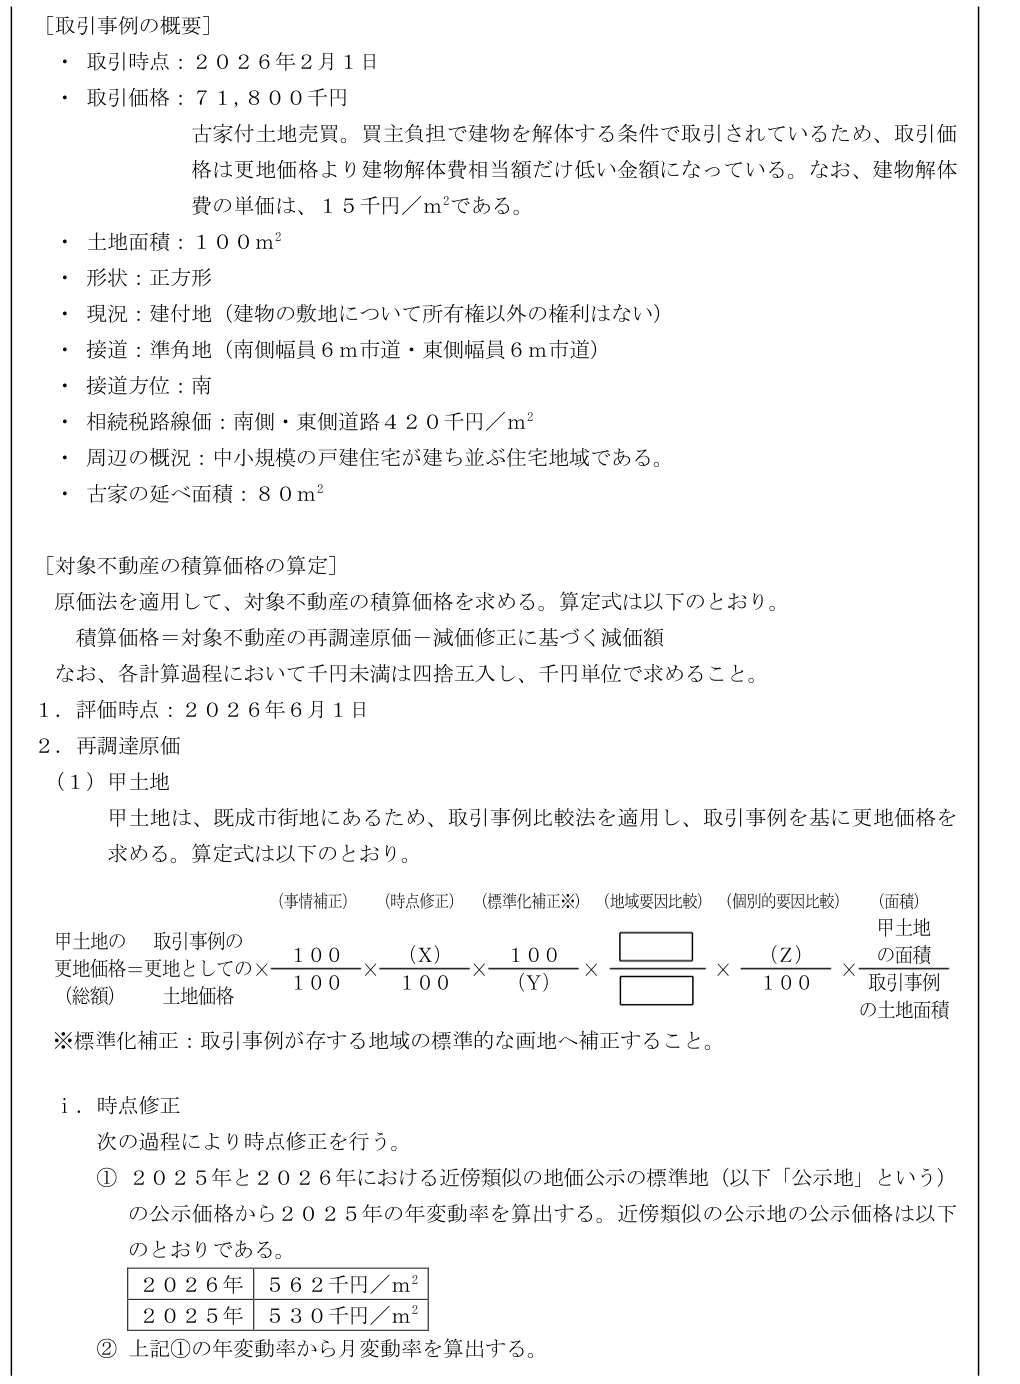 ［取引事例の概要］
・ 取引時点：２０２６年２月１日
・ 取引価格：７１,８００千円
古家付土地売買。買主負担で建物を解体する条件で取引されているため、取引価
格は更地価格より建物解体費相当額だけ低い金額になっている。なお、建物解体
費の単価は、１５千円／m²である。
・ 土地面積：１００m²
・ 形状：正方形
・ 現況：建付地（建物の敷地について所有権以外の権利はない）
・ 接道：準角地（南側幅員６ｍ市道・東側幅員６ｍ市道）
・ 接道方位：南
・ 相続税路線価：南側・東側道路４２０千円／m²
・ 周辺の概況：中小規模の戸建住宅が建ち並ぶ住宅地域である。
・ 古家の延べ面積：８０m²
［対象不動産の積算価格の算定］
原価法を適用して、対象不動産の積算価格を求める。算定式は以下のとおり。
積算価格＝対象不動産の再調達原価－減価修正に基づく減価額
なお、各計算過程において千円未満は四捨五入し、千円単位で求めること。
１．評価時点：２０２６年６月１日
２．再調達原価
（１）甲土地
甲土地は、既成市街地にあるため、取引事例比較法を適用し、取引事例を基に更地価格を
求める。算定式は以下のとおり。
（事情補正） （時点修正） （標準化補正※） （地域要因比較） （個別的要因比較） （面積）
甲土地
甲土地の 取引事例の １００ （X） １００ （Z） の面積
更地価格＝更地としての× × × × × ×
（総額） 土地価格 １００ １００ （Y） １００ 取引事例
の土地面積
※標準化補正：取引事例が存する地域の標準的な画地へ補正すること。
ⅰ．時点修正
次の過程により時点修正を行う。
① ２０２５年と２０２６年における近傍類似の地価公示の標準地（以下「公示地」という）
の公示価格から２０２５年の年変動率を算出する。近傍類似の公示地の公示価格は以下
のとおりである。
２０２６年 ５６２千円／m²
２０２５年 ５３０千円／m²
② 上記①の年変動率から月変動率を算出する。